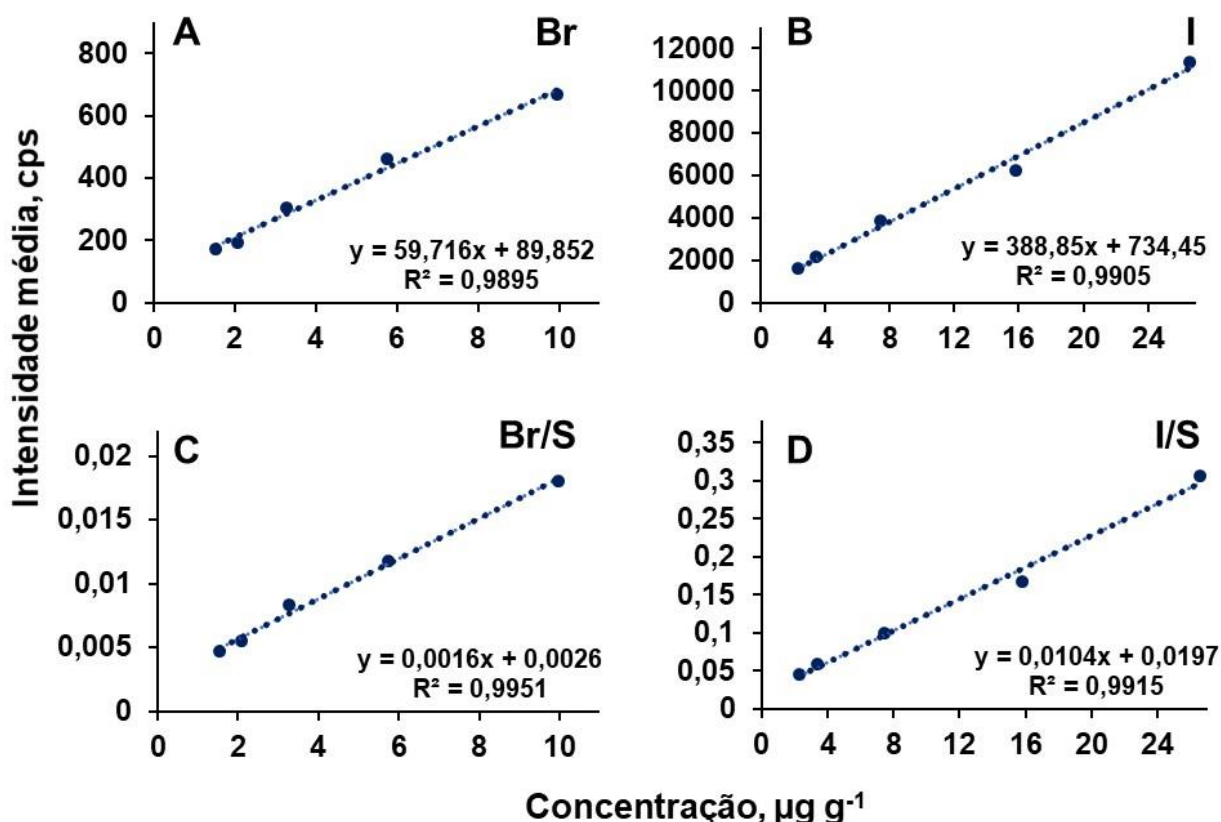 Intensidade média, cps
A
Br
800
600
400
200
0
y = 59,716x + 89,852
R² = 0,9895
0 2 4 6 8 10
B
I
12000
10000
8000
6000
4000
2000
0
y = 388,85x + 734,45
R² = 0,9905
0 4 8 12 16 20 24
C
Br/S
0,02
0,015
0,01
0,005
0
y = 0,0016x + 0,0026
R² = 0,9951
0 2 4 6 8 10
D
I/S
0,35
0,3
0,25
0,2
0,15
0,1
0,05
0
y = 0,0104x + 0,0197
R² = 0,9915
0 4 8 12 16 20 24
Concentração, µg g⁻¹